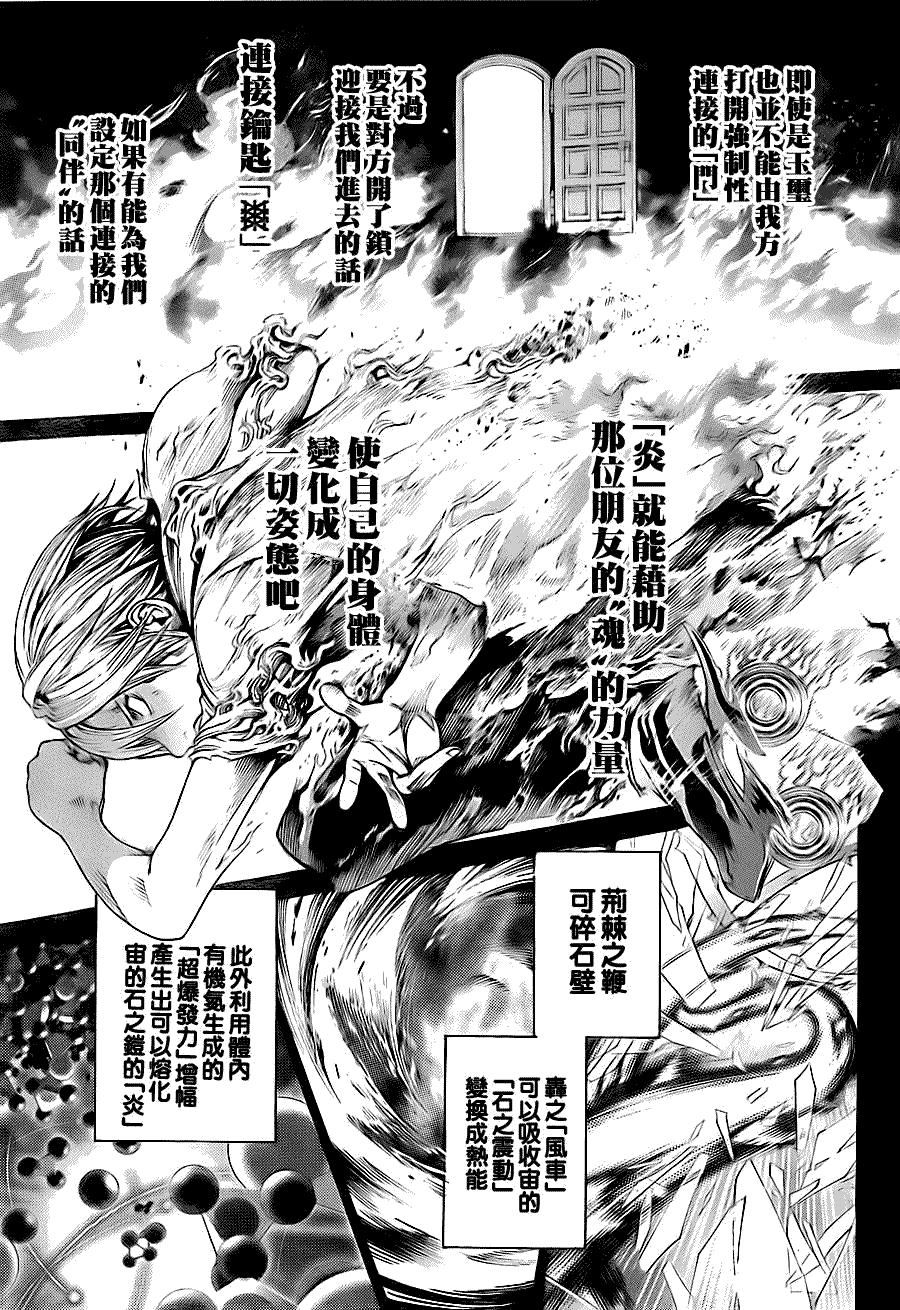 即使是玉璽
也並不能由我方
打開強制性
連接的「門」
不過
要是對方開了鎖
迎接我們進去的話
連接鑰匙「滎」
如果有能為我們
設定那個連接的
〝同伴〞的話
「炎」就能藉助
那位朋友的〝魂〞的力量
使自己的身體
變化成
一切姿態吧
荊棘之鞭
可碎石壁
轟之「風車」
可以吸收宙的
「石之震動」
變換成熱能
此外利用體內
有機氮生成的
「超爆發力」增幅
產生出可以熔化
宙的石之鎧的「炎」